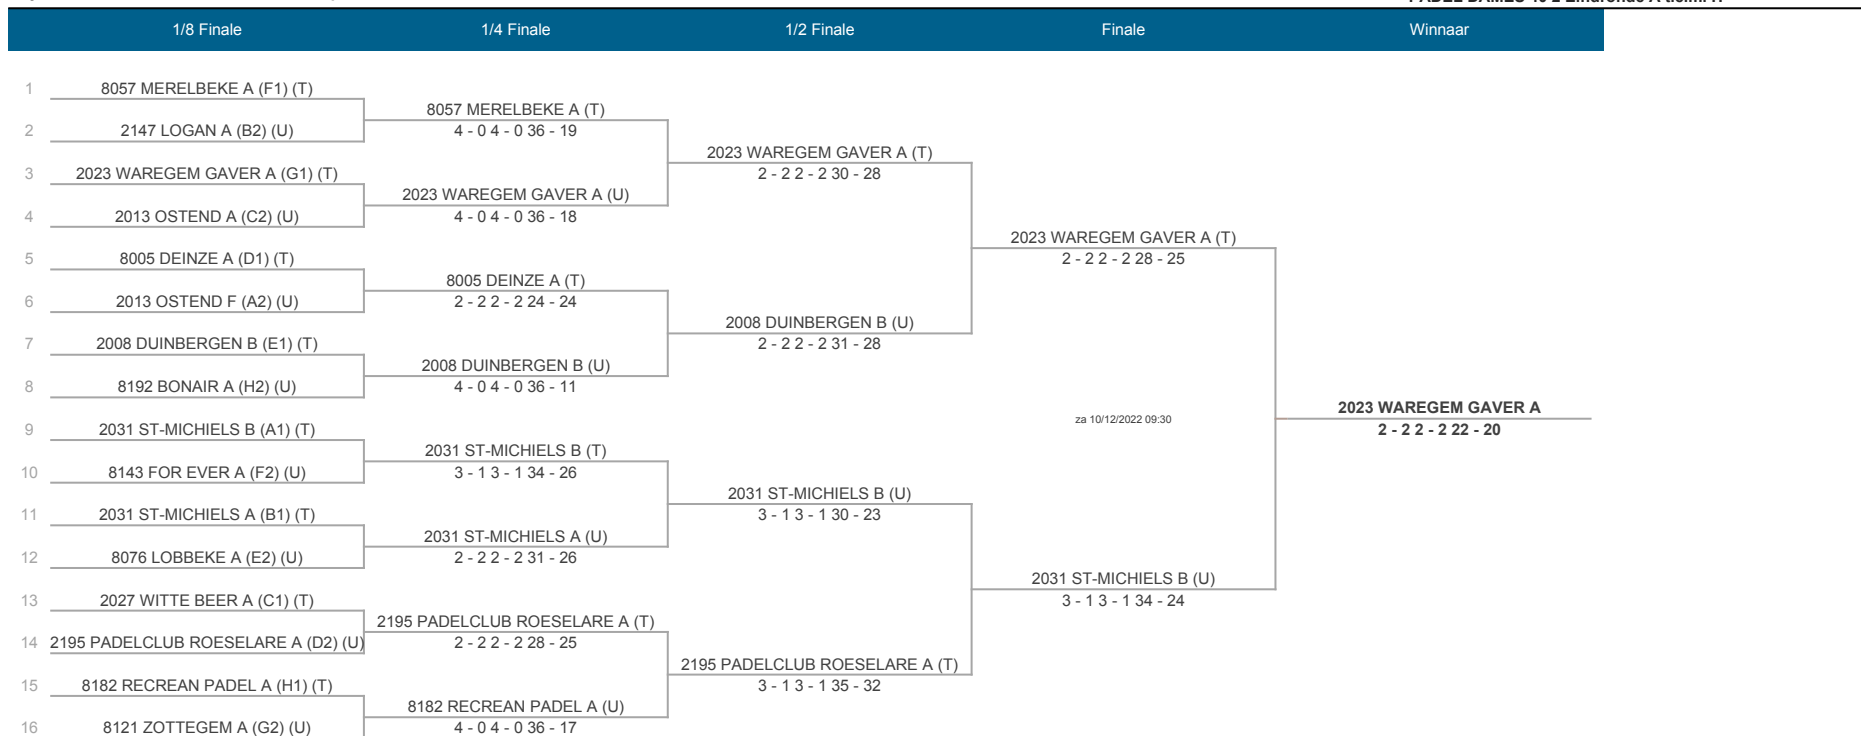 1/8 Finale 1/4 Finale 1/2 Finale Finale Winnaar
1 8057 MERELBEKE A (F1) (T)
8057 MERELBEKE A (T)
2 2147 LOGAN A (B2) (U)
4 - 0 4 - 0 36 - 19
2023 WAREGEM GAVER A (T)
3 2023 WAREGEM GAVER A (G1) (T)
2 - 2 2 - 2 30 - 28
2023 WAREGEM GAVER A (U)
4 2013 OSTEND A (C2) (U)
4 - 0 4 - 0 36 - 18
2023 WAREGEM GAVER A (T)
5 8005 DEINZE A (D1) (T)
2 - 2 2 - 2 28 - 25
8005 DEINZE A (T)
6 2013 OSTEND F (A2) (U)
2 - 2 2 - 2 24 - 24
2008 DUINBERGEN B (U)
7 2008 DUINBERGEN B (E1) (T)
2 - 2 2 - 2 31 - 28
2008 DUINBERGEN B (U)
8 8192 BONAIR A (H2) (U)
4 - 0 4 - 0 36 - 11
2023 WAREGEM GAVER A
za 10/12/2022 09:30
9 2031 ST-MICHIELS B (A1) (T)
2 - 2 2 - 2 22 - 20
2031 ST-MICHIELS B (T)
10 8143 FOR EVER A (F2) (U)
3 - 1 3 - 1 34 - 26
2031 ST-MICHIELS B (U)
11 2031 ST-MICHIELS A (B1) (T)
3 - 1 3 - 1 30 - 23
2031 ST-MICHIELS A (U)
12 8076 LOBBEKE A (E2) (U)
2 - 2 2 - 2 31 - 26
2031 ST-MICHIELS B (U)
13 2027 WITTE BEER A (C1) (T)
3 - 1 3 - 1 34 - 24
2195 PADELCLUB ROESELARE A (T)
14 2195 PADELCLUB ROESELARE A (D2) (U)
2 - 2 2 - 2 28 - 25
2195 PADELCLUB ROESELARE A (T)
15 8182 RECREAN PADEL A (H1) (T)
3 - 1 3 - 1 35 - 32
8182 RECREAN PADEL A (U)
16 8121 ZOTTEGEM A (G2) (U)
4 - 0 4 - 0 36 - 17